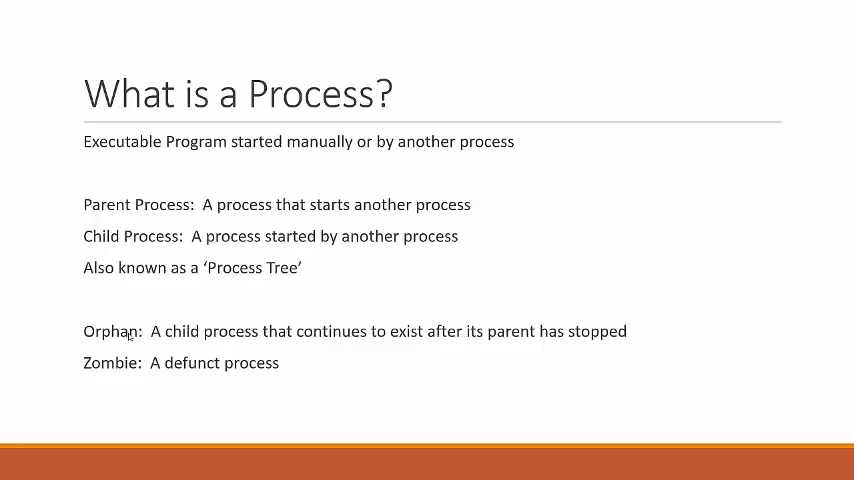 What is a Process?
Executable Program started manually or by another process
Parent Process:  A process that starts another process
Child Process:  A process started by another process
Also known as a ‘Process Tree’
Orphan:  A child process that continues to exist after its parent has stopped
Zombie:  A defunct process